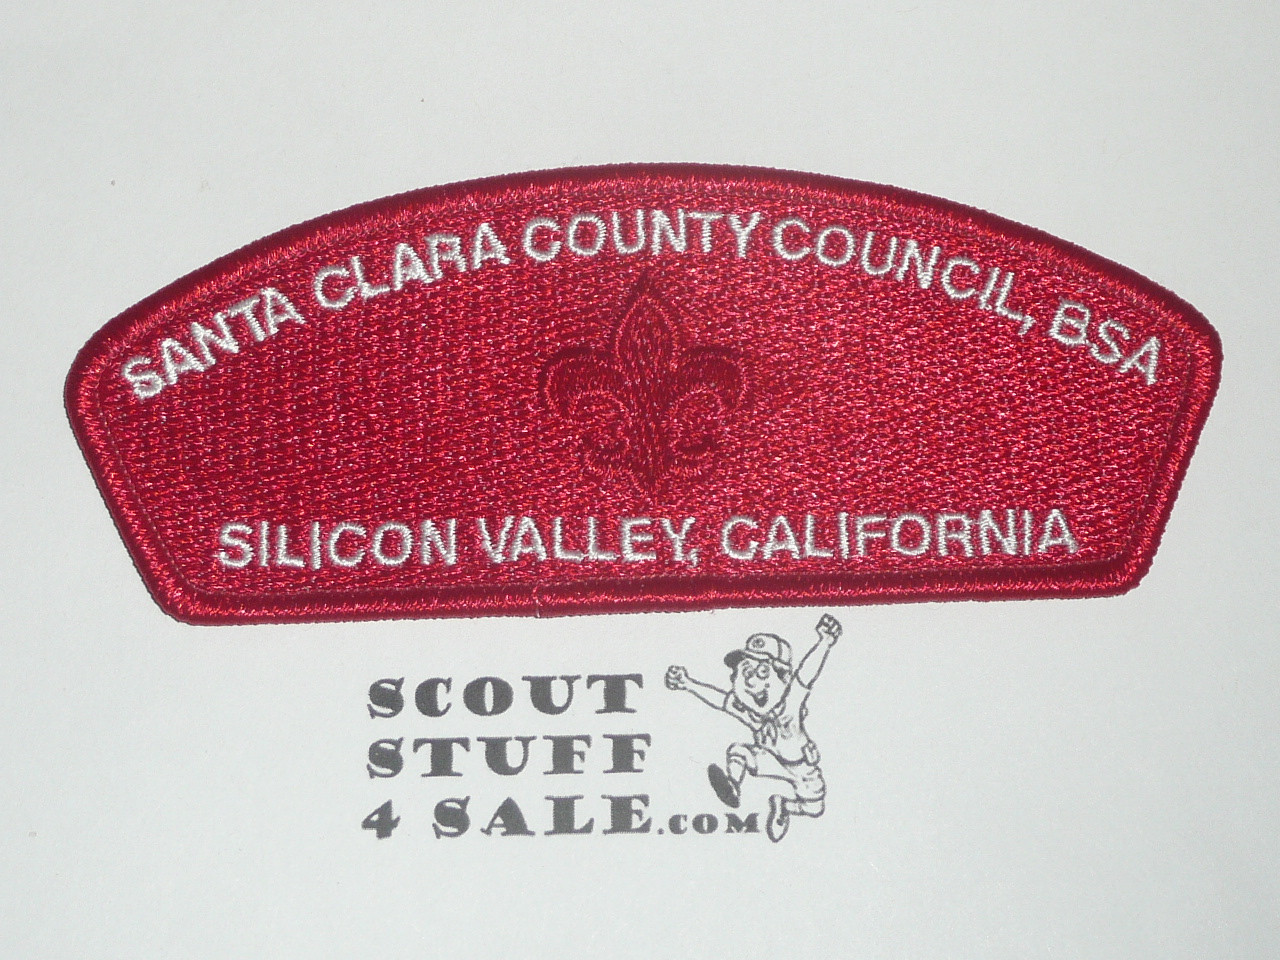 SANTA CLARA COUNTY COUNCIL, BSA
SILICON VALLEY, CALIFORNIA
SCOUT
STUFF
4 SALE.COM